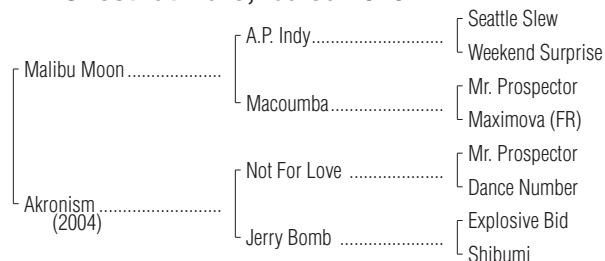 Seattle Slew
A.P. Indy
Weekend Surprise
Malibu Moon
Mr. Prospector
Macoumba
Maximova (FR)
Mr. Prospector
Not For Love
Dance Number
Akronism
(2004)
Explosive Bid
Jerry Bomb
Shibumi